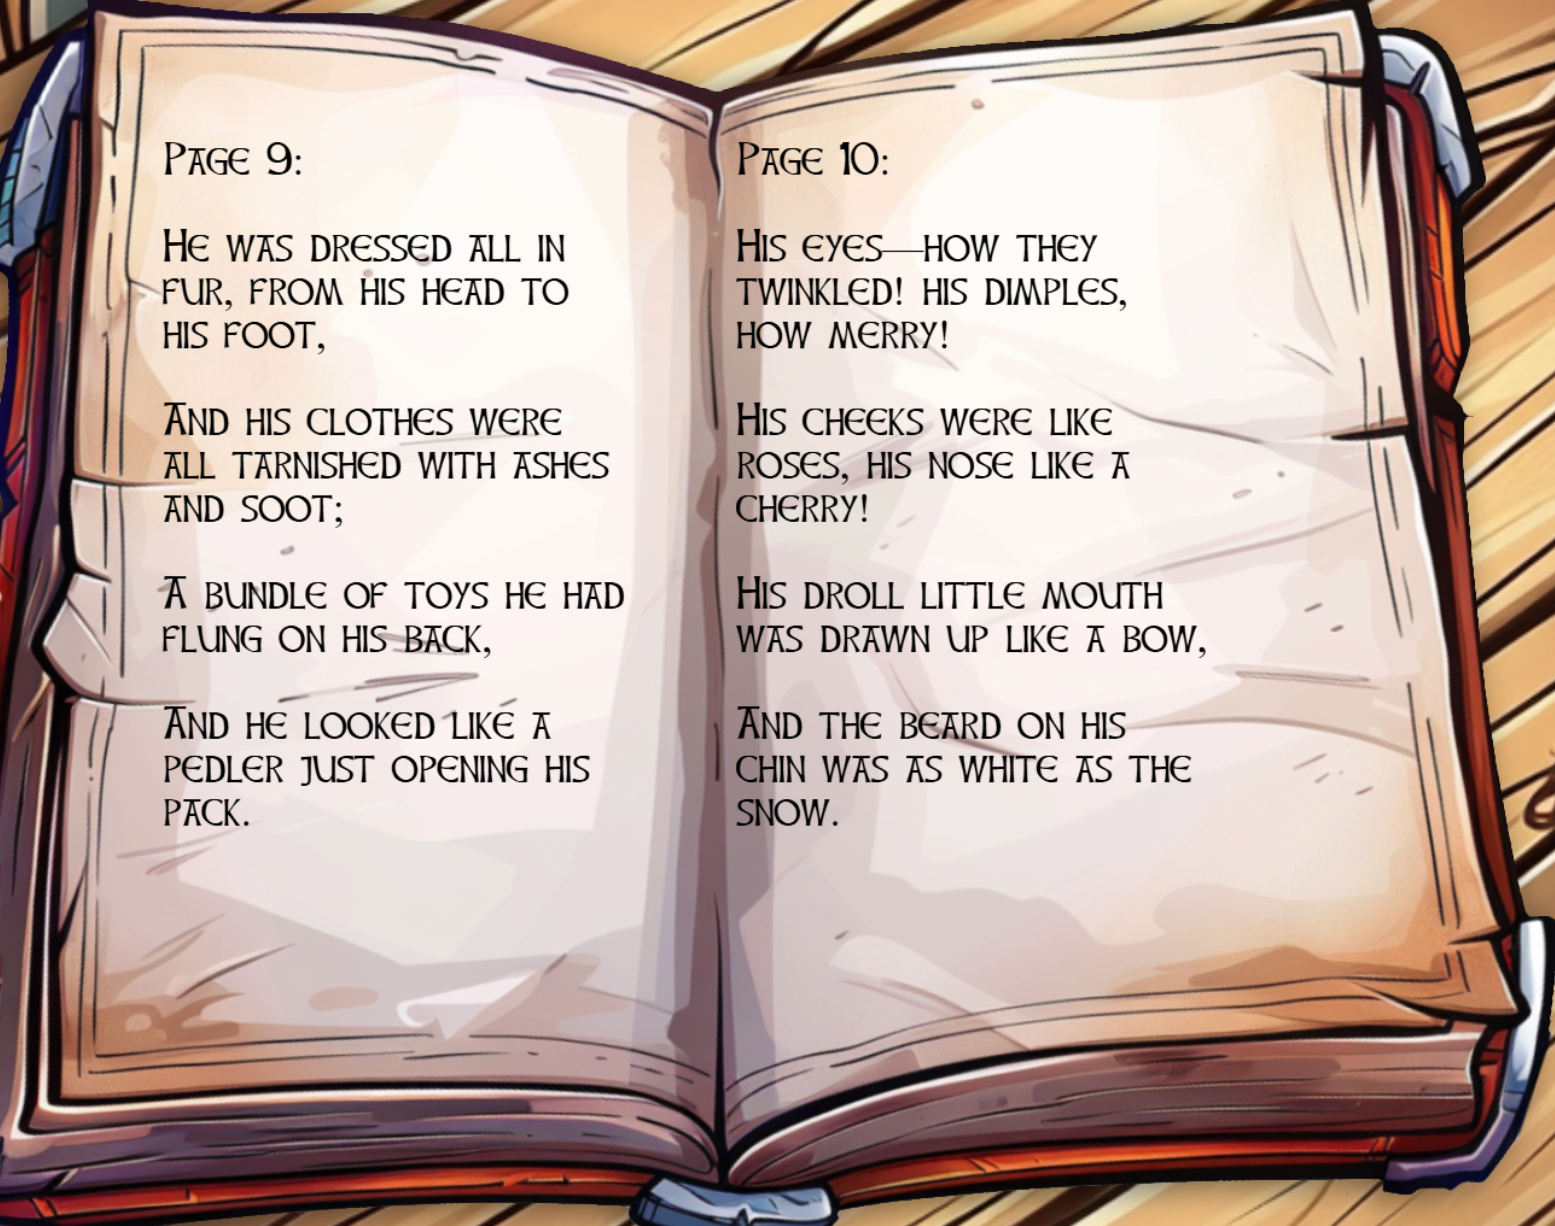 Page 9:
He was dressed all in
fur, from his head to
his foot,
And his clothes were
all tarnished with ashes
and soot;
A bundle of toys he had
flung on his back,
And he looked like a
pedler just opening his
pack.
Page 10:
His eyes—how they
twinkled! his dimples,
how merry!
His cheeks were like
roses, his nose like a
cherry!
His droll little mouth
was drawn up like a bow,
And the beard on his
chin was as white as the
snow.